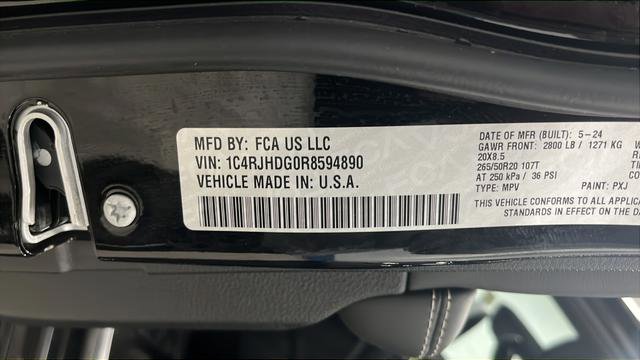 MFD BY: FCA US LLC
VIN: 1C4RJHDG0R8594890
VEHICLE MADE IN: U.S.A.
DATE OF MFR (BUILT): 5-24
GAWR FRONT: 2800 LB / 1271 KG
20X8.5
265/50R20 107T
AT 250 kPa / 36 PSI
TYPE: MPV PAINT: PXJ
THIS VEHICLE CONFORMS TO
STANDARDS IN EFFECT ON THE DA